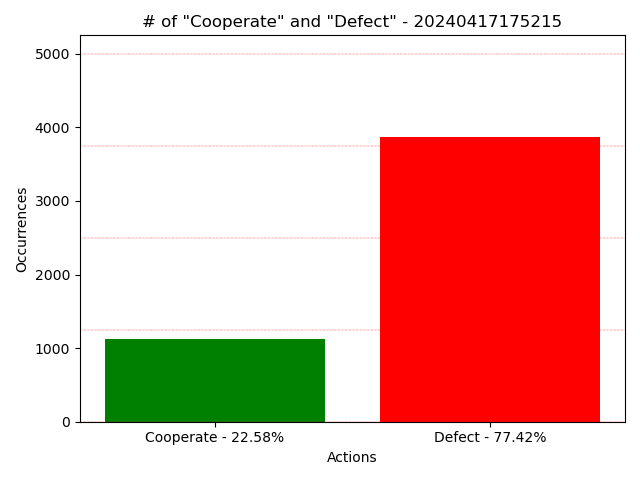 # of "Cooperate" and "Defect" - 20240417175215
5000
4000
3000
2000
1000
0
Occurrences
Cooperate - 22.58%
Defect - 77.42%
Actions